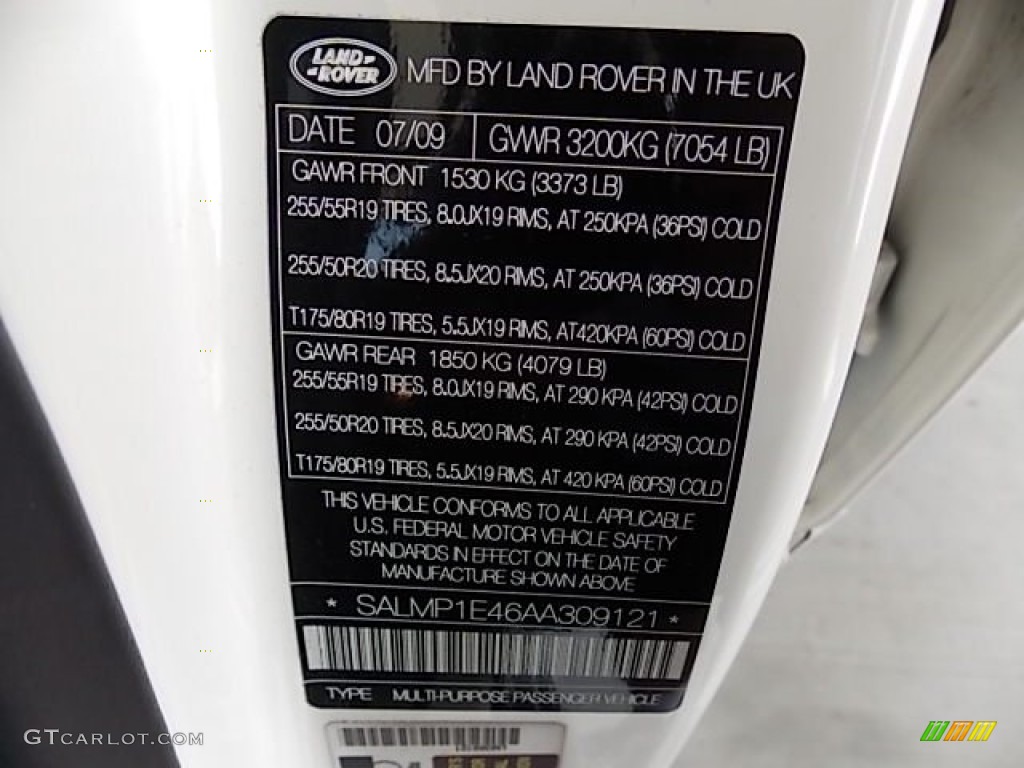 LAND
ROVER
MFD BY LAND ROVER IN THE UK
DATE 07/09 GWWR 3200KG (7054 LB)
GAWR FRONT 1530 KG (3373 LB)
255/55R19 TIRES, 8.0JX19 RIMS, AT 250KPA (36PSI) COLD
255/50R20 TIRES, 8.5JX20 RIMS, AT 250KPA (36PSI) COLD
T175/80R19 TIRES, 5.5JX19 RIMS, AT420KPA (60PSI) COLD
GAWR REAR 1850 KG (4079 LB)
255/55R19 TIRES, 8.0JX19 RIMS, AT 290 KPA (42PSI) COLD
255/50R20 TIRES, 8.5JX20 RIMS, AT 290 KPA (42PSI) COLD
T175/80R19 TIRES, 5.5JX19 RIMS, AT 420 KPA (60PSI) COLD
THIS VEHICLE CONFORMS TO ALL APPLICABLE
U.S. FEDERAL MOTOR VEHICLE SAFETY
STANDARDS IN EFFECT ON THE DATE OF
MANUFACTURE SHOWN ABOVE
* SALMP1E46AA309121 *
TYPE MULTI-PURPOSE PASSENGER VEHICLE
GTCARLOT.COM